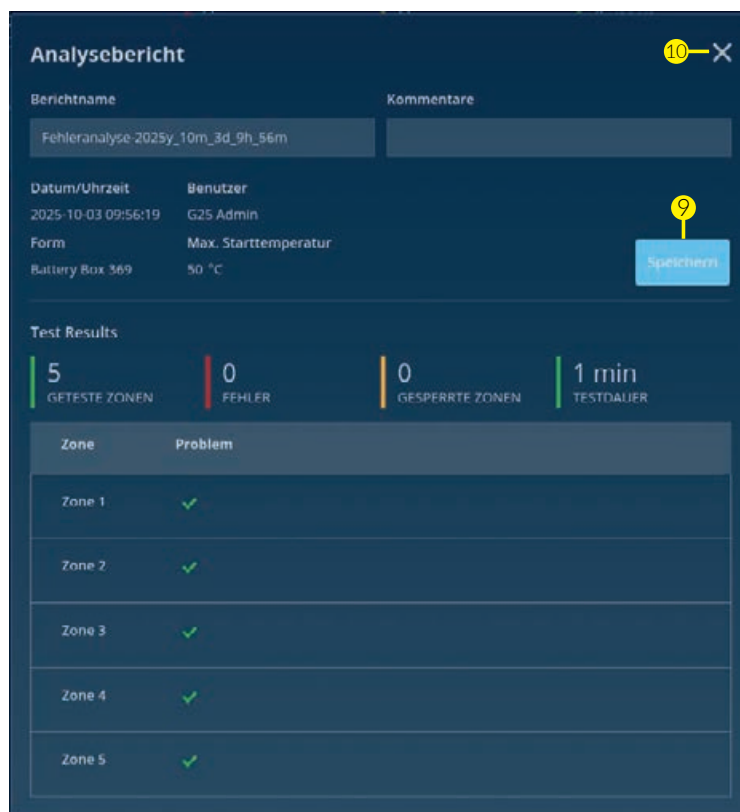 Analysebericht
10
Berichtname
Kommentare
Fehleranalyse-2025y_10m_3d_9h_56m
Datum/Uhrzeit
Benutzer
2025-10-03 09:56:19
G25 Admin
9
Form
Max. Starttemperatur
Battery Box 369
50 °C
Speichern
Test Results
5
0
0
1 min
GETESTE ZONEN
FEHLER
GESPERRTE ZONEN
TESTDAUER
Zone
Problem
Zone 1
Zone 2
Zone 3
Zone 4
Zone 5